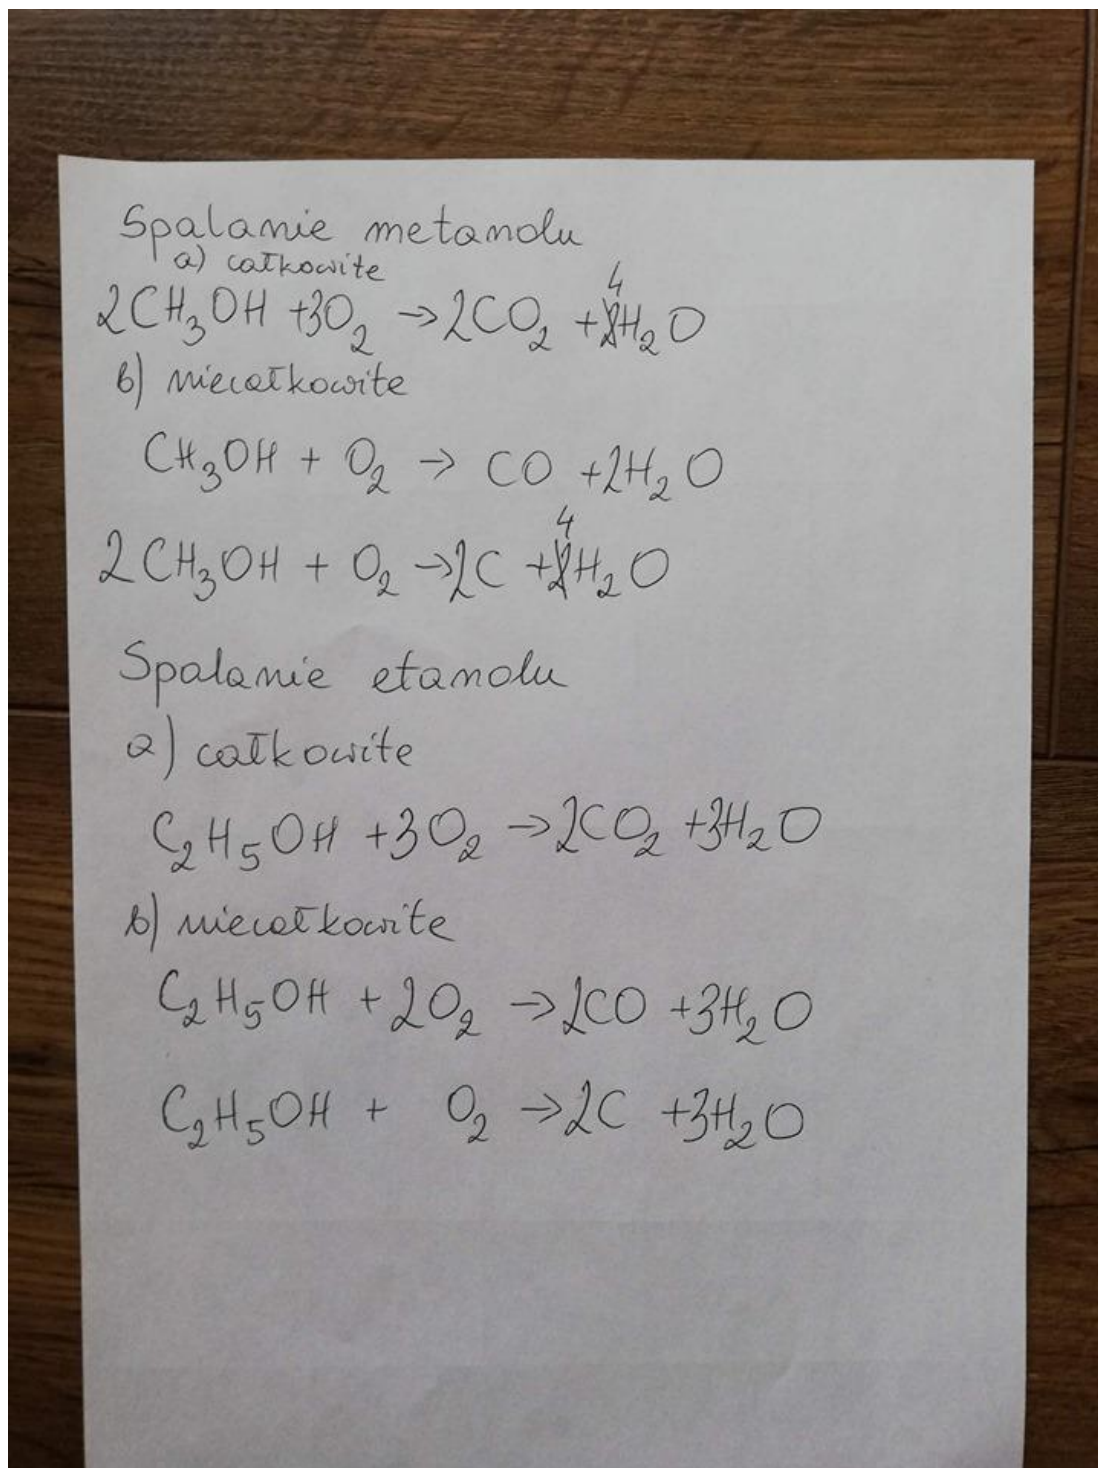 Spalanie metanolu
a) całkowite
2CH₃OH + 3O₂ → 2CO₂ + 4H₂O
b) niecałkowite
CH₃OH + O₂ → CO + 2H₂O
2CH₃OH + O₂ → 2C + 4H₂O
Spalanie etanolu
a) całkowite
C₂H₅OH + 3O₂ → 2CO₂ + 3H₂O
b) niecałkowite
C₂H₅OH + 2O₂ → 2CO + 3H₂O
C₂H₅OH + O₂ → 2C + 3H₂O